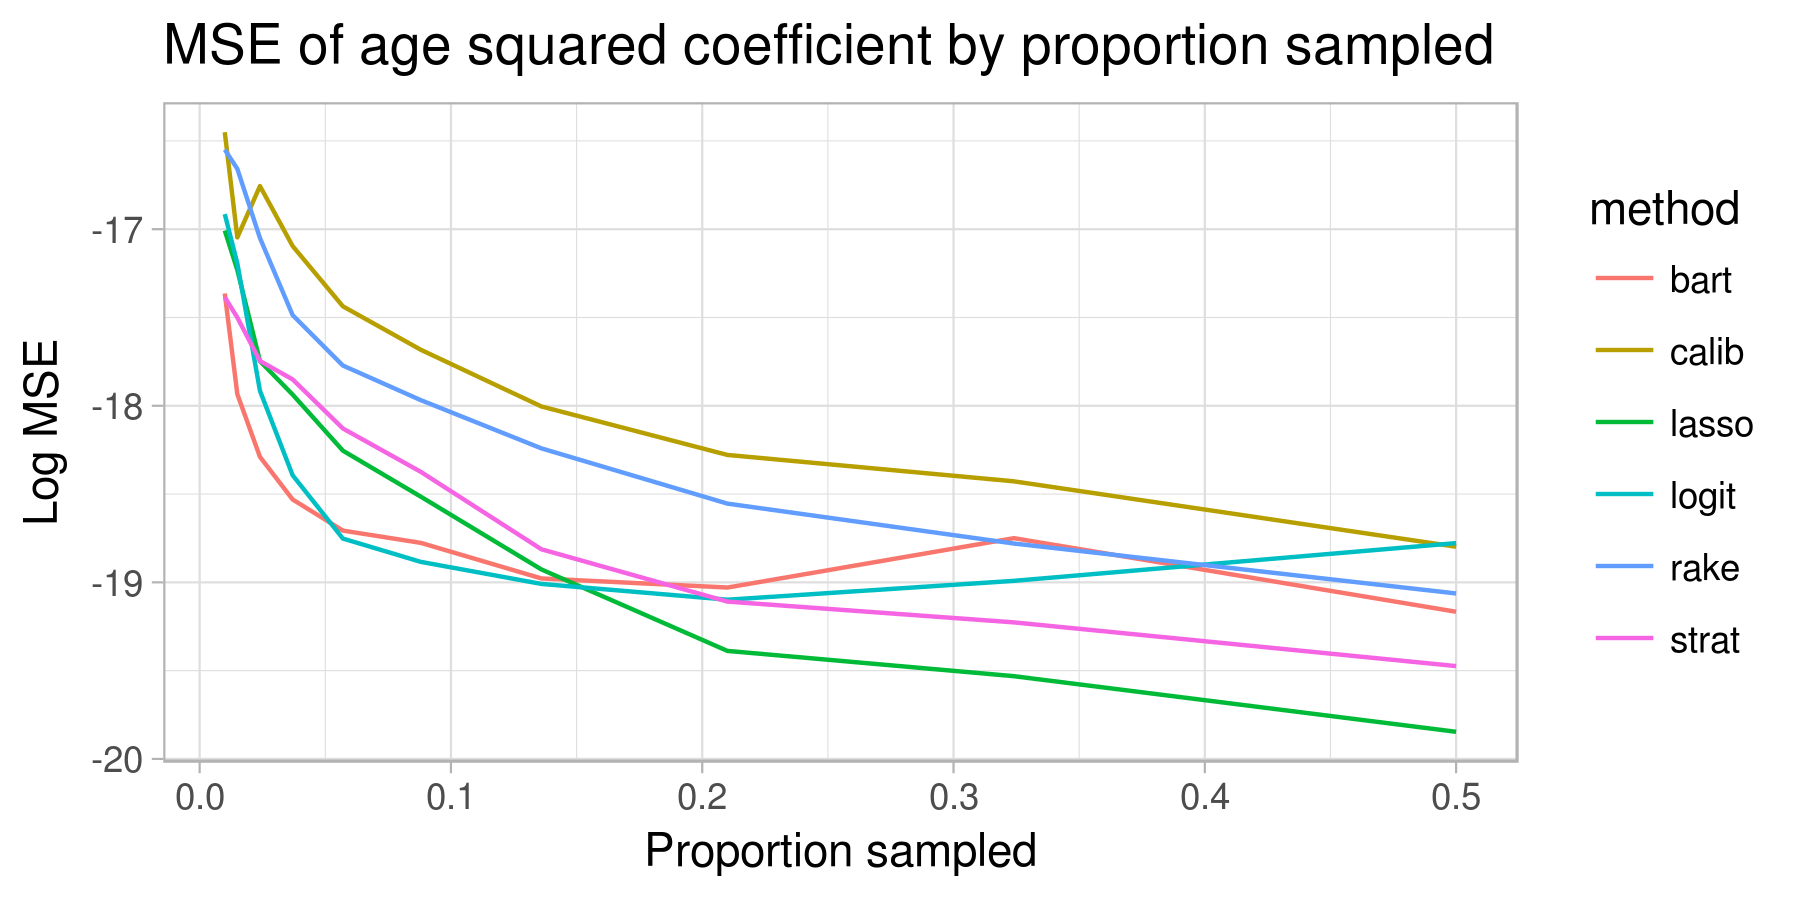 MSE of age squared coefficient by proportion sampled
Log MSE
-17
-18
-19
-20
0.0 0.1 0.2 0.3 0.4 0.5
Proportion sampled
method
bart
calib
lasso
logit
rake
strat